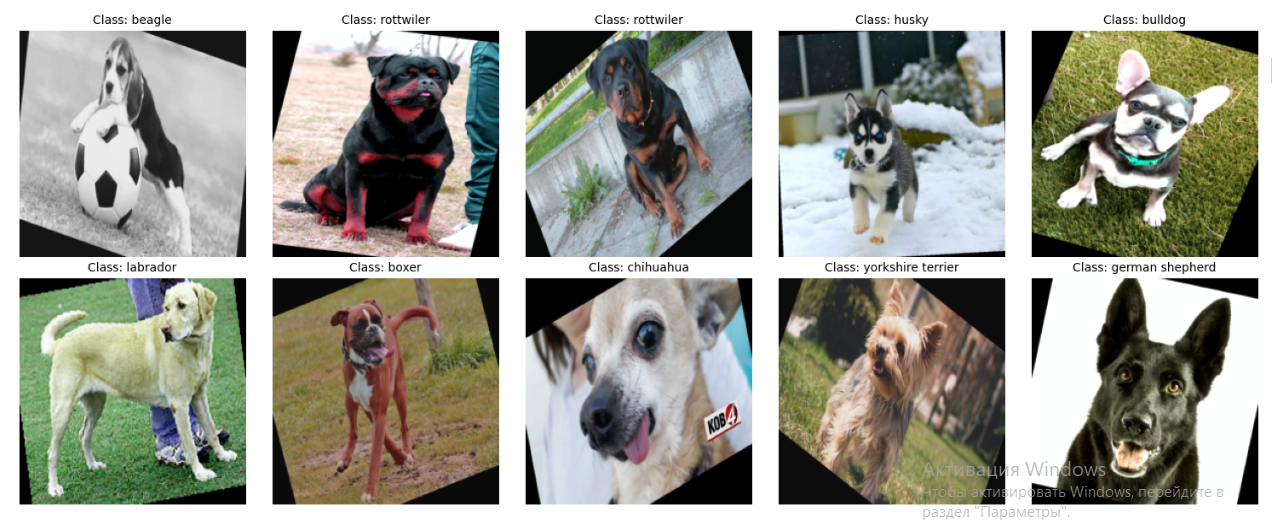 Class: beagle
Class: rottwiler
Class: rottwiler
Class: husky
Class: bulldog
Class: labrador
Class: boxer
Class: chihuahua
Class: yorkshire terrier
Class: german shepherd
KOB4
Активация Windows
Чтобы активировать Windows, перейдите в
раздел "Параметры".